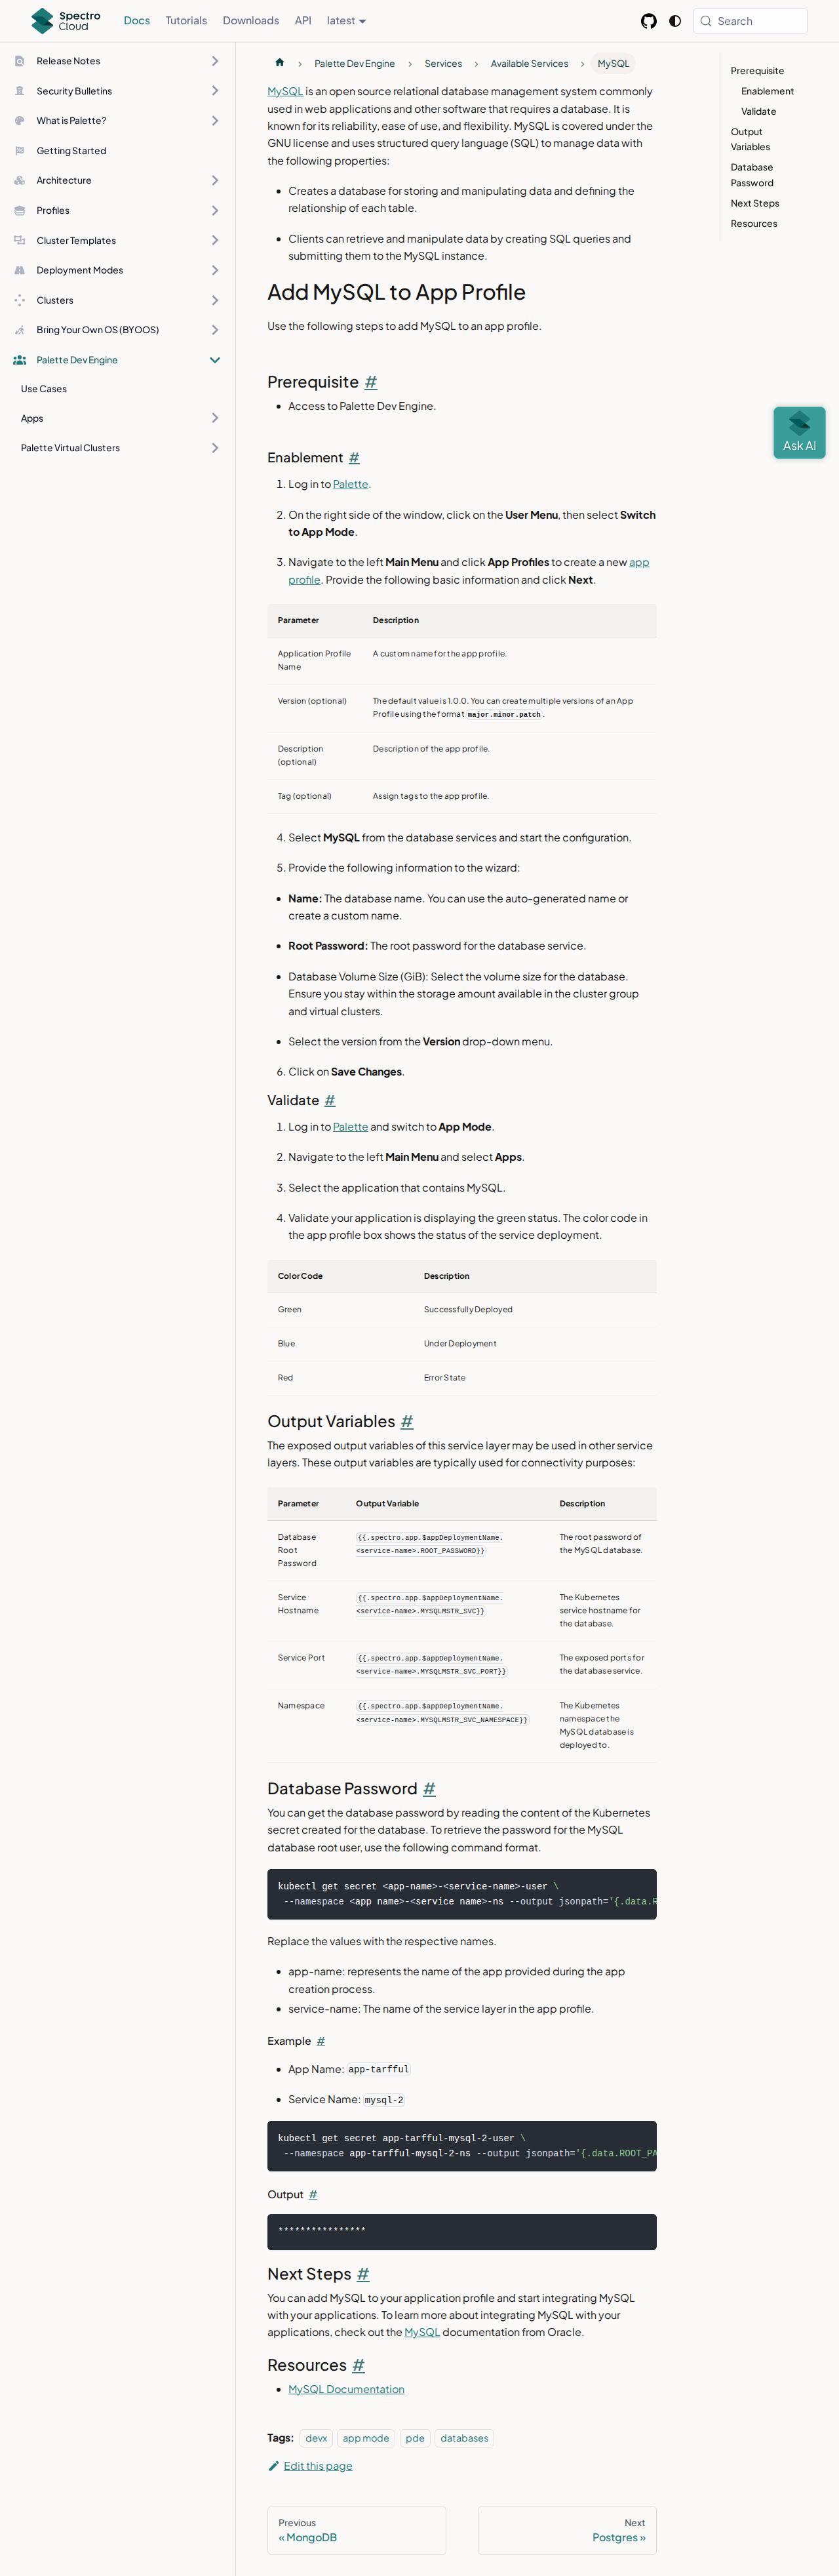 Spectro Cloud
Docs
Tutorials
Downloads
API
latest
Search
Release Notes
Security Bulletins
What is Palette?
Getting Started
Architecture
Profiles
Cluster Templates
Deployment Modes
Clusters
Bring Your Own OS (BYOOS)
Palette Dev Engine
Use Cases
Apps
Palette Virtual Clusters
Palette Dev Engine
Services
Available Services
MySQL
MySQL is an open source relational database management system commonly
used in web applications and other software that requires a database. It is
known for its reliability, ease of use, and flexibility. MySQL is covered under the
GNU license and uses structured query language (SQL) to manage data with
the following properties:
Creates a database for storing and manipulating data and defining the
relationship of each table.
Clients can retrieve and manipulate data by creating SQL queries and
submitting them to the MySQL instance.
Add MySQL to App Profile
Use the following steps to add MySQL to an app profile.
Prerequisite #
Access to Palette Dev Engine.
Enablement #
1. Log in to Palette.
2. On the right side of the window, click on the User Menu, then select Switch
to App Mode.
3. Navigate to the left Main Menu and click App Profiles to create a new app
profile. Provide the following basic information and click Next.
Parameter Description
Application Profile
Name
A custom name for the app profile.
Version (optional)
The default value is 1.0.0. You can create multiple versions of an App
Profile using the format major.minor.patch.
Description
(optional)
Description of the app profile.
Tag (optional) Assign tags to the app profile.
4. Select MySQL from the database services and start the configuration.
5. Provide the following information to the wizard:
Name: The database name. You can use the auto-generated name or
create a custom name.
Root Password: The root password for the database service.
Database Volume Size (GiB): Select the volume size for the database.
Ensure you stay within the storage amount available in the cluster group
and virtual clusters.
Select the version from the Version drop-down menu.
6. Click on Save Changes.
Validate #
1. Log in to Palette and switch to App Mode.
2. Navigate to the left Main Menu and select Apps.
3. Select the application that contains MySQL.
4. Validate your application is displaying the green status. The color code in
the app profile box shows the status of the service deployment.
Color Code Description
Green Successfully Deployed
Blue Under Deployment
Red Error State
Output Variables #
The exposed output variables of this service layer may be used in other service
layers. These output variables are typically used for connectivity purposes:
Parameter Output Variable Description
Database
Root
Password
{{.spectro.app.$appDeploymentName.
<service-name>.ROOT_PASSWORD}}
The root password of
the MySQL database.
Service
Hostname
{{.spectro.app.$appDeploymentName.
<service-name>.MYSQLMSTR_SVC}}
The Kubernetes
service hostname for
the database.
Service Port
{{.spectro.app.$appDeploymentName.
<service-name>.MYSQLMSTR_SVC_PORT}}
The exposed ports for
the database service.
Namespace
{{.spectro.app.$appDeploymentName.
<service-name>.MYSQLMSTR_SVC_NAMESPACE}}
The Kubernetes
namespace the
MySQL database is
deployed to.
Database Password #
You can get the database password by reading the content of the Kubernetes
secret created for the database. To retrieve the password for the MySQL
database root user, use the following command format.
kubectl get secret <app-name>-<service-name>-user \
--namespace <app name>-<service name>-ns --output jsonpath='{.data.R
Replace the values with the respective names.
app-name: represents the name of the app provided during the app
creation process.
service-name: The name of the service layer in the app profile.
Example #
App Name: app-tarfful
Service Name: mysql-2
kubectl get secret app-tarfful-mysql-2-user \
--namespace app-tarfful-mysql-2-ns --output jsonpath='{.data.ROOT_PA
Output #
****************
Next Steps #
You can add MySQL to your application profile and start integrating MySQL
with your applications. To learn more about integrating MySQL with your
applications, check out the MySQL documentation from Oracle.
Resources #
MySQL Documentation
Tags: devx app mode pde databases
Edit this page
Previous
« MongoDB
Next
Postgres »
Prerequisite
Enablement
Validate
Output
Variables
Database
Password
Next Steps
Resources
Ask AI